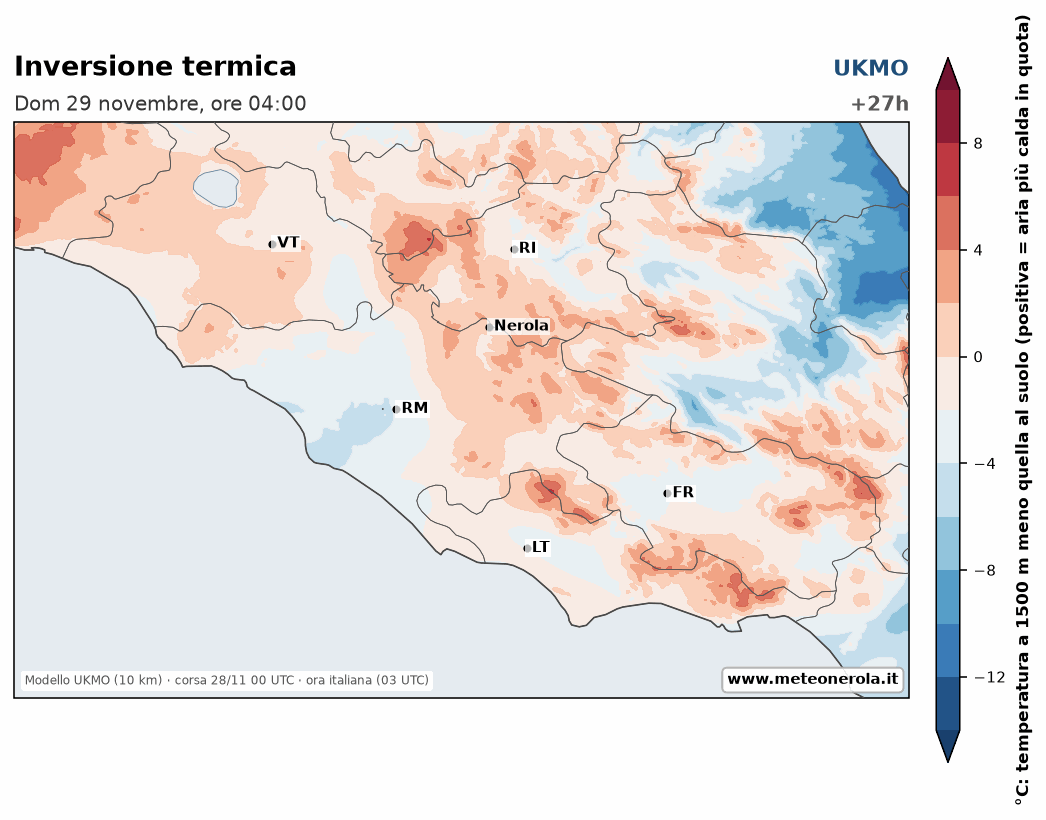 Inversione termica
UKMO
Dom 29 novembre, ore 04:00
+27h
VT
RI
Nerola
RM
FR
LT
Modello UKMO (10 km) · corsa 28/11 00 UTC · ora italiana (03 UTC)
www.meteonerola.it
8
4
0
−4
−8
−12
°C: temperatura a 1500 m meno quella al suolo (positiva = aria più calda in quota)